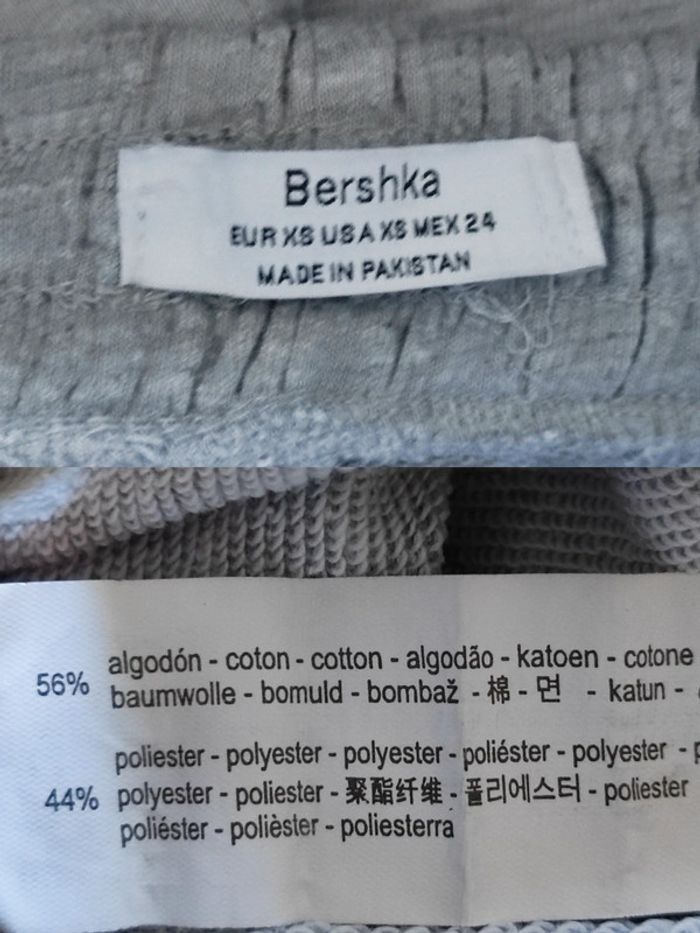 Bershka
EUR XS USA XS MEX 24
MADE IN PAKISTAN
56%
algodón - coton - cotton - algodão - katoen - cotone
baumwolle - bomuld - bombaž - 棉 - 면 - katun -
44%
poliester - polyester - polyester - poliéster - polyester -
polyester - poliester - 聚酯纤维 - 폴리에스터 - poliester
poliéster - polièster - poliesterra